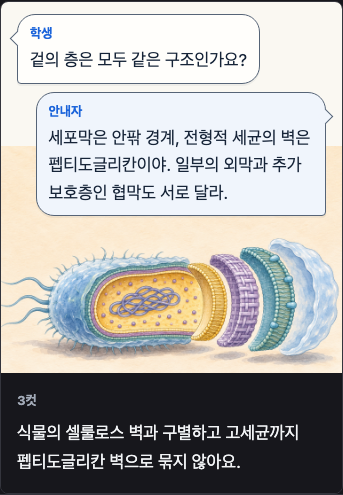 학생
겉의 층은 모두 같은 구조인가요?
안내자
세포막은 안팎 경계, 전형적 세균의 벽은
펩티도글리칸이야. 일부의 외막과 추가
보호층인 협막도 서로 달라.
3컷
식물의 셀룰로스 벽과 구별하고 고세균까지
펩티도글리칸 벽으로 묶지 않아요.